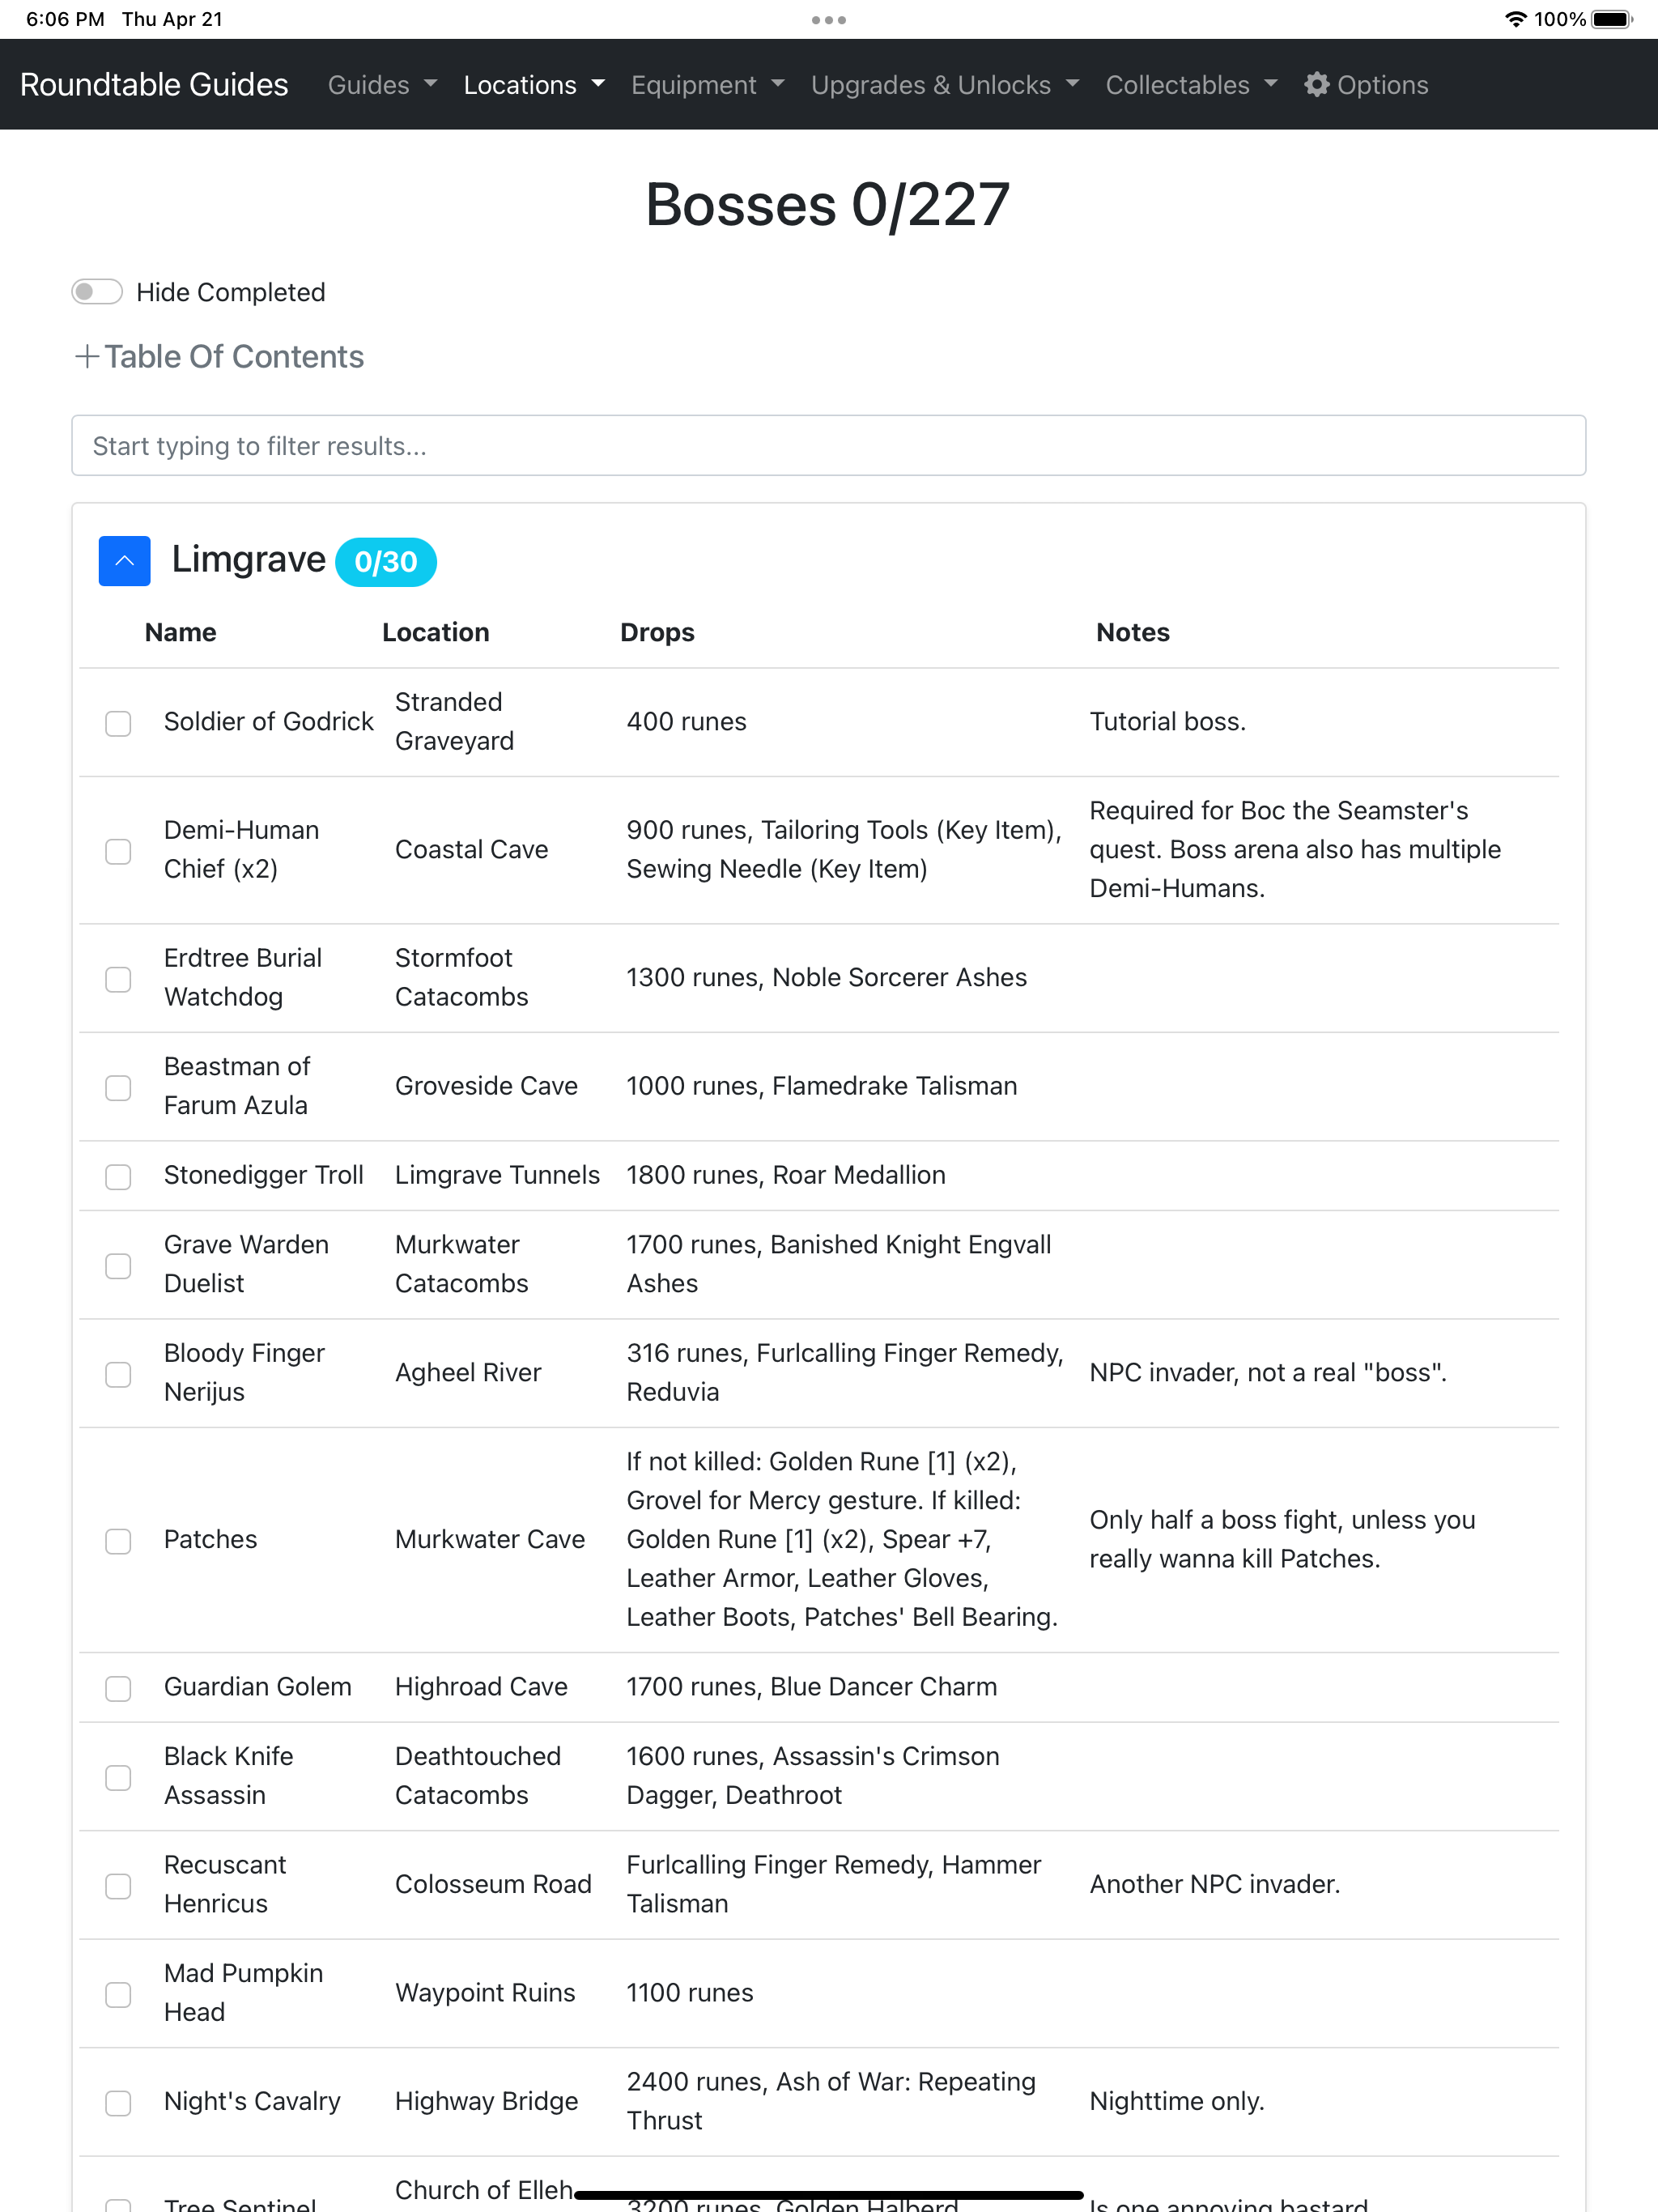 6:06 PM Thu Apr 21
100%
Roundtable Guides Guides Locations Equipment Upgrades & Unlocks Collectables Options
Bosses 0/227
Hide Completed
+Table Of Contents
Start typing to filter results...
Limgrave 0/30
Name Location Drops Notes
Soldier of Godrick
Stranded
Graveyard
400 runes
Tutorial boss.
Demi-Human
Chief (x2)
Coastal Cave
900 runes, Tailoring Tools (Key Item),
Sewing Needle (Key Item)
Required for Boc the Seamster's
quest. Boss arena also has multiple
Demi-Humans.
Erdtree Burial
Watchdog
Stormfoot
Catacombs
1300 runes, Noble Sorcerer Ashes
Beastman of
Farum Azula
Groveside Cave
1000 runes, Flamedrake Talisman
Stonedigger Troll
Limgrave Tunnels
1800 runes, Roar Medallion
Grave Warden
Duelist
Murkwater
Catacombs
1700 runes, Banished Knight Engvall
Ashes
Bloody Finger
Nerijus
Agheel River
316 runes, Furlcalling Finger Remedy,
Reduvia
NPC invader, not a real "boss".
Patches
Murkwater Cave
If not killed: Golden Rune [1] (x2),
Grovel for Mercy gesture. If killed:
Golden Rune [1] (x2), Spear +7,
Leather Armor, Leather Gloves,
Leather Boots, Patches' Bell Bearing.
Only half a boss fight, unless you
really wanna kill Patches.
Guardian Golem
Highroad Cave
1700 runes, Blue Dancer Charm
Black Knife
Assassin
Deathtouched
Catacombs
1600 runes, Assassin's Crimson
Dagger, Deathroot
Recuscant
Henricus
Colosseum Road
Furlcalling Finger Remedy, Hammer
Talisman
Another NPC invader.
Mad Pumpkin
Head
Waypoint Ruins
1100 runes
Night's Cavalry
Highway Bridge
2400 runes, Ash of War: Repeating
Thrust
Nighttime only.
Tree Sentinel
Church of Elleh
3200 runes, Golden Halberd
Is one annoying bastard